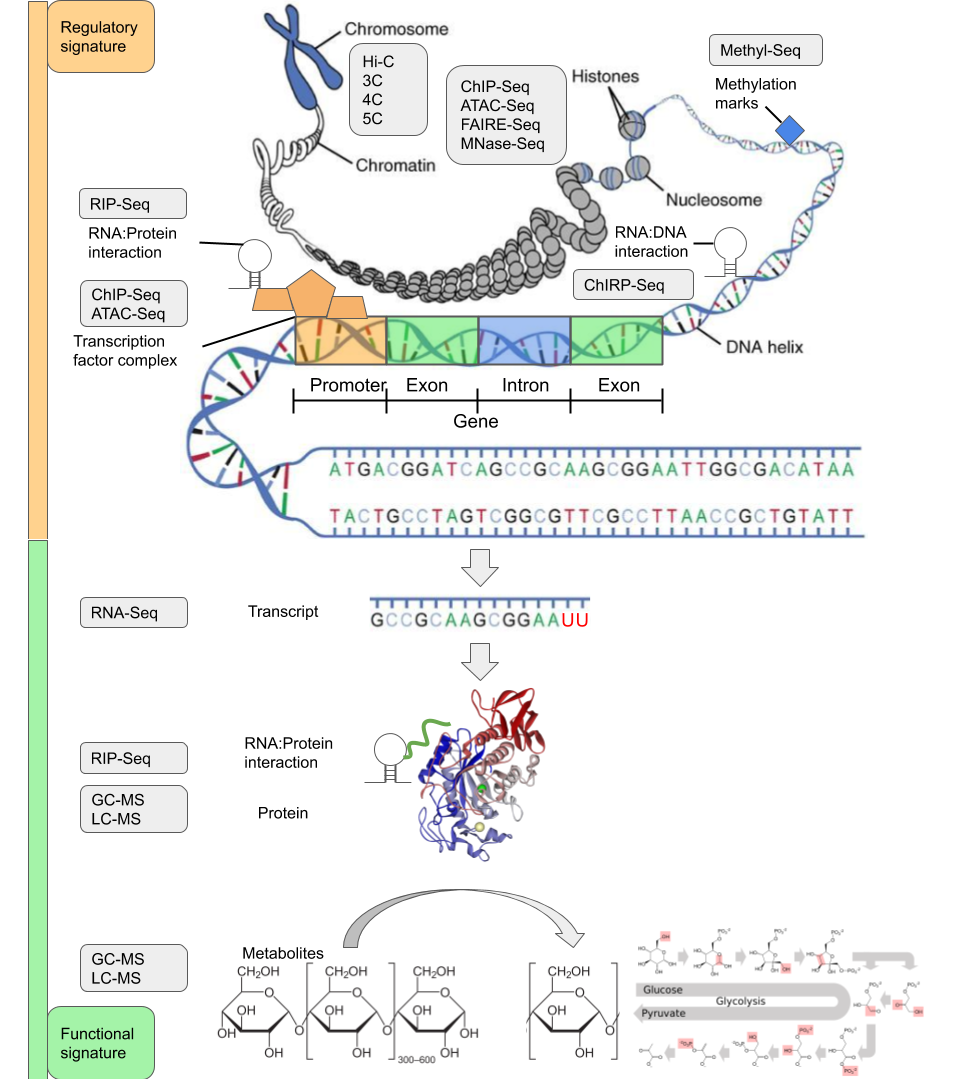 Regulatory
signature
Chromosome
Hi-C
3C
4C
5C
ChIP-Seq
ATAC-Seq
FAIRE-Seq
MNase-Seq
Histones
Methyl-Seq
Methylation
marks
Chromatin
Nucleosome
RIP-Seq
RNA:Protein
interaction
RNA:DNA
interaction
ChIRP-Seq
ChIP-Seq
ATAC-Seq
Transcription
factor complex
DNA helix
Promoter
Exon
Intron
Exon
Gene
ATGACGGATCAGCCGCAAGCGGAATTGGCGACATAA
TACTGCCTAGTCGGCGTTCGCCTTAACCGCTGTATT
RNA-Seq
Transcript
GCCGCAAGCGGAAUU
RIP-Seq
RNA:Protein
interaction
GC-MS
LC-MS
Protein
GC-MS
LC-MS
Metabolites
CH₂OH
CH₂OH
CH₂OH
CH₂OH
O
O
O
O
OH
OH
OH
OH
OH
O
O
OH
O
OH
OH
OH
OH
300–600
Glucose
Glycolysis
Pyruvate
Functional
signature